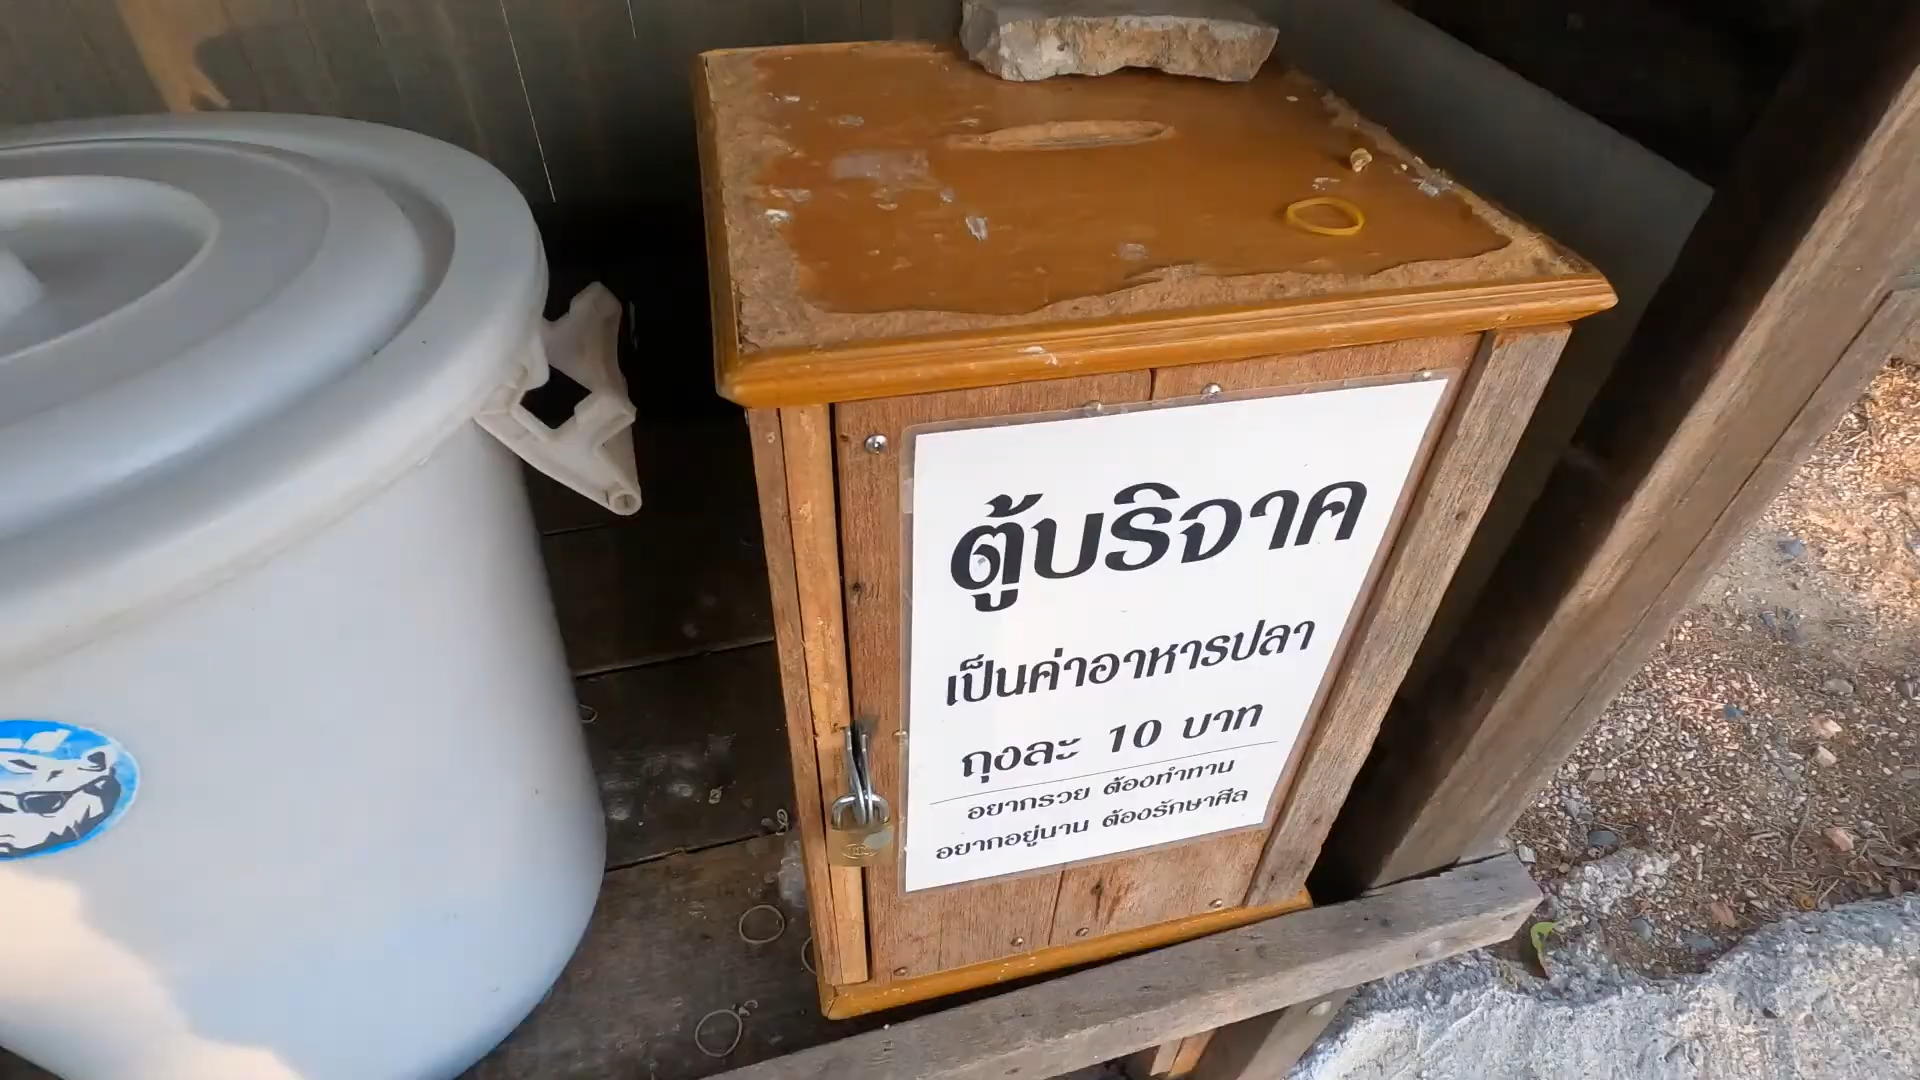 ตู้บริจาค
เป็นค่าอาหารปลา
ถุงละ 10 บาท
อยากรวย ต้องทำทาน
อยากอยู่นาน ต้องรักษาศีล